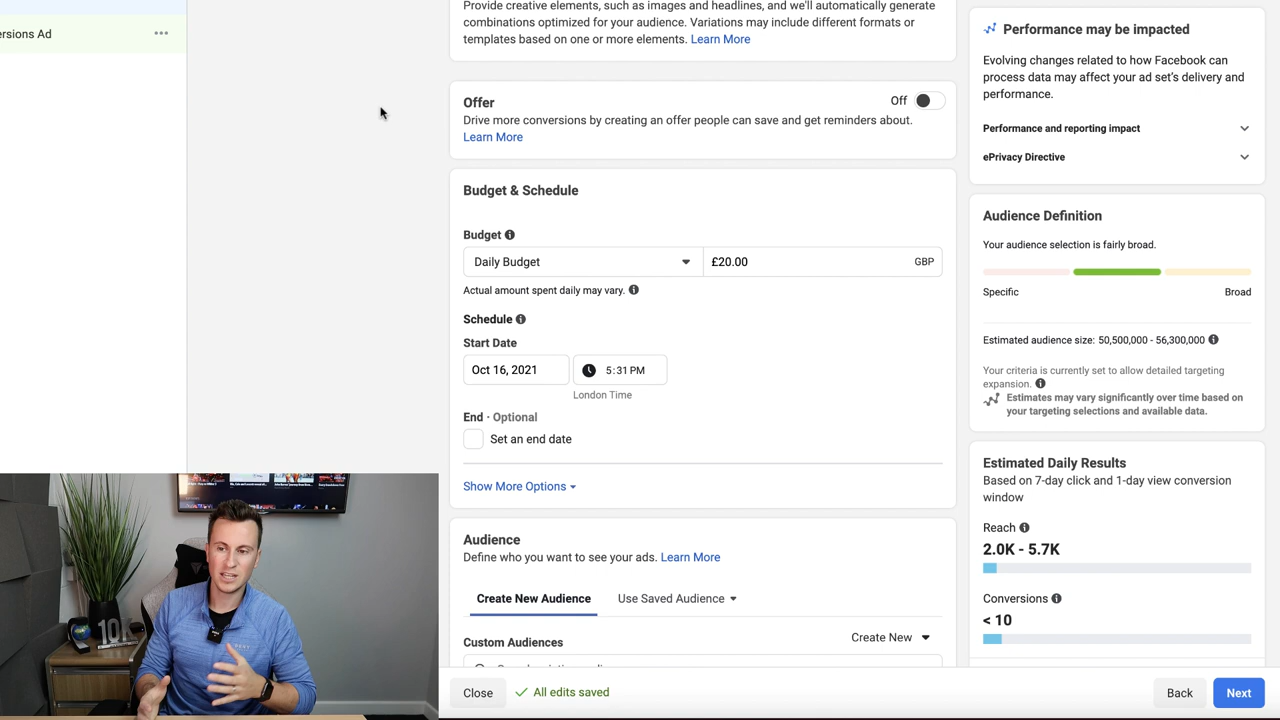 ersions Ad
Provide creative elements, such as images and headlines, and we'll automatically generate
combinations optimized for your audience. Variations may include different formats or
templates based on one or more elements. Learn More
Offer
Off
Drive more conversions by creating an offer people can save and get reminders about.
Learn More
Budget & Schedule
Budget
Daily Budget
£20.00
GBP
Actual amount spent daily may vary.
Schedule
Start Date
Oct 16, 2021
5:31 PM
London Time
End · Optional
Set an end date
Show More Options
Audience
Define who you want to see your ads. Learn More
Create New Audience
Use Saved Audience
Custom Audiences
Create New
Close
All edits saved
Back
Next
Performance may be impacted
Evolving changes related to how Facebook can
process data may affect your ad set's delivery and
performance.
Performance and reporting impact
ePrivacy Directive
Audience Definition
Your audience selection is fairly broad.
Specific
Broad
Estimated audience size: 50,500,000 - 56,300,000
Your criteria is currently set to allow detailed targeting
expansion.
Estimates may vary significantly over time based on
your targeting selections and available data.
Estimated Daily Results
Based on 7-day click and 1-day view conversion
window
Reach
2.0K - 5.7K
Conversions
< 10